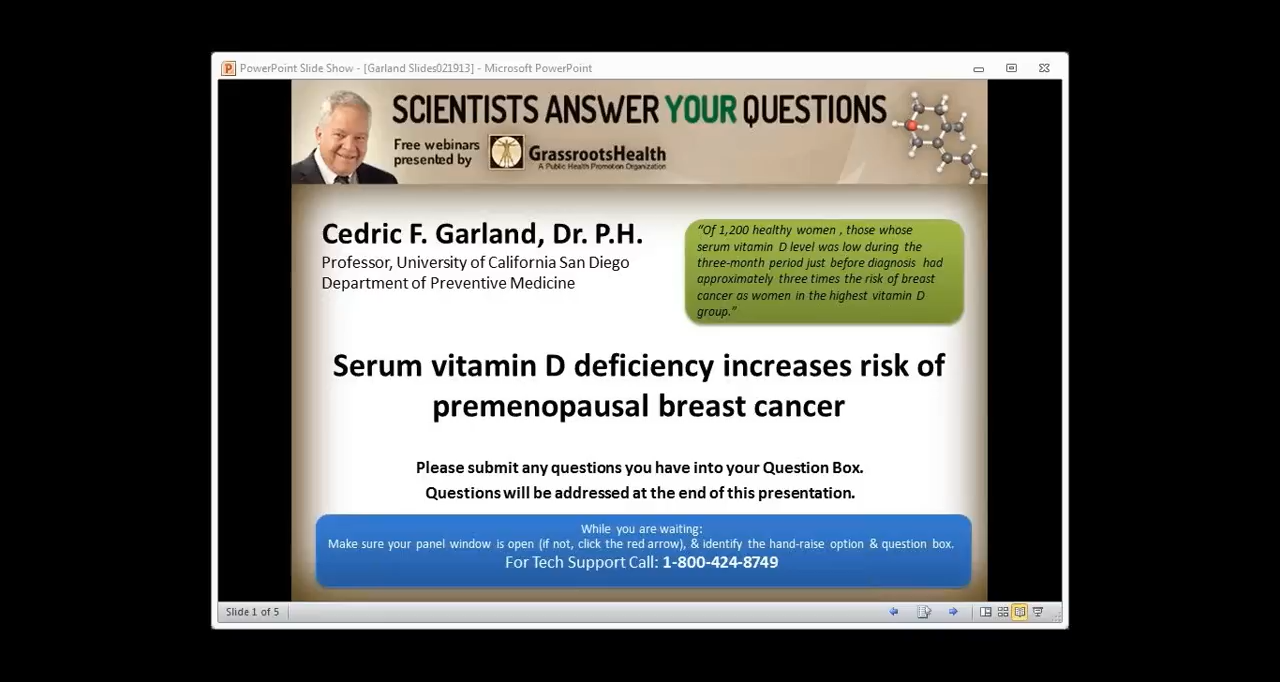 PowerPoint Slide Show - [Garland Slides021913] - Microsoft PowerPoint
SCIENTISTS ANSWER YOUR QUESTIONS
Free webinars
presented by
GrassrootsHealth
A Public Health Promotion Organization
Cedric F. Garland, Dr. P.H.
Professor, University of California San Diego
Department of Preventive Medicine
"Of 1,200 healthy women , those whose
serum vitamin D level was low during the
three-month period just before diagnosis had
approximately three times the risk of breast
cancer as women in the highest vitamin D
group."
Serum vitamin D deficiency increases risk of
premenopausal breast cancer
Please submit any questions you have into your Question Box.
Questions will be addressed at the end of this presentation.
While you are waiting:
Make sure your panel window is open (if not, click the red arrow), & identify the hand-raise option & question box.
For Tech Support Call: 1-800-424-8749
Slide 1 of 5